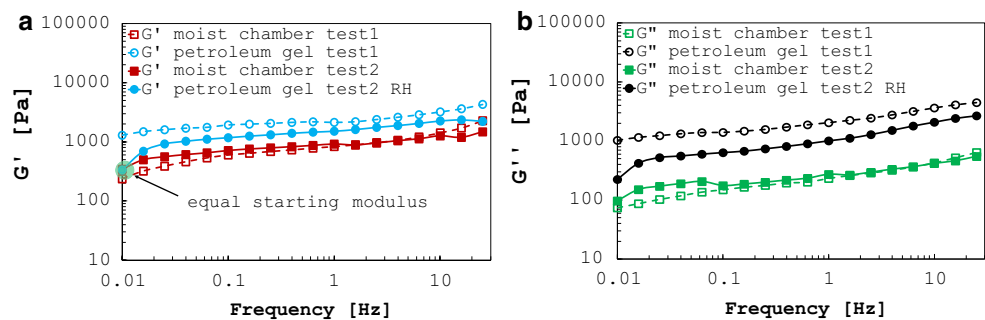 a
G' moist chamber test1
G' petroleum gel test1
G' moist chamber test2
G' petroleum gel test2 RH
100000
10000
1000
100
10
G' [Pa]
equal starting modulus
0.01
0.1
1
10
Frequency [Hz]
b
G" moist chamber test1
G" petroleum gel test1
G" moist chamber test2
G" petroleum gel test2 RH
100000
10000
1000
100
10
G'' [Pa]
0.01
0.1
1
10
Frequency [Hz]